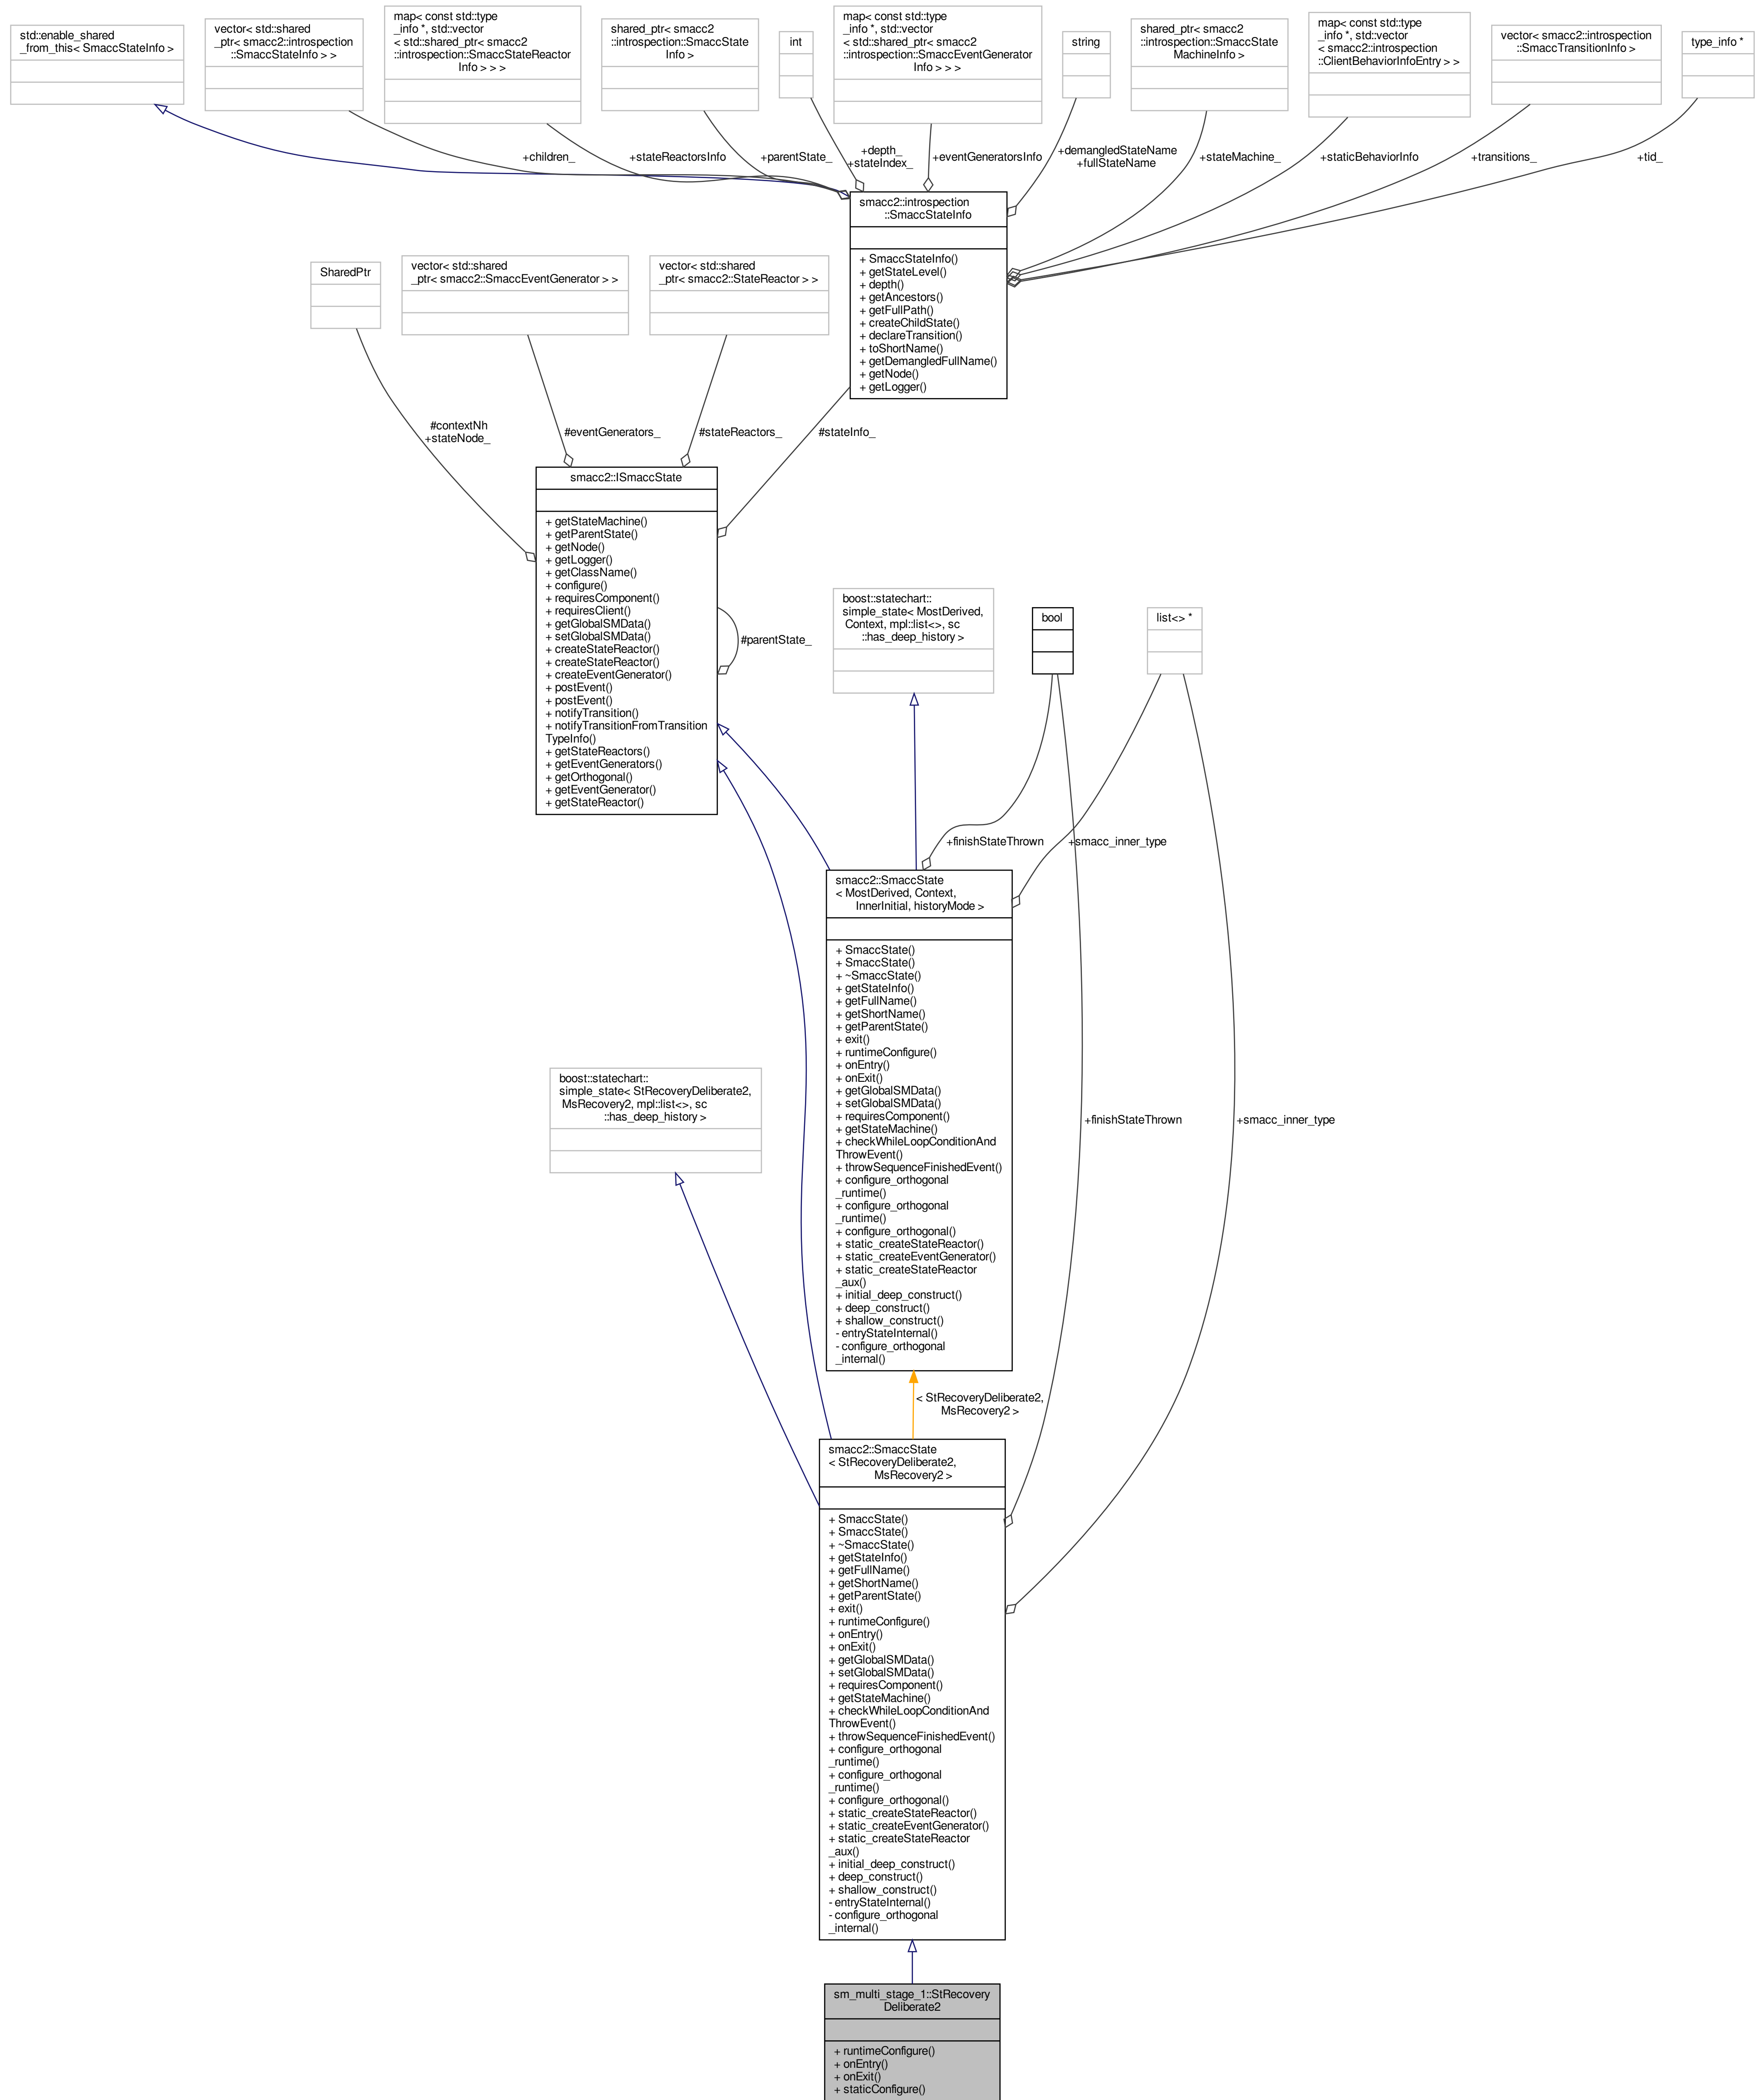 std::enable_shared
_from_this< SmaccStateInfo >
vector< std::shared
_ptr< smacc2::introspection
::SmaccStateInfo > >
map< const std::type
_info *, std::vector
< std::shared_ptr< smacc2
::introspection::SmaccStateReactor
Info > > >
shared_ptr< smacc2
::introspection::SmaccState
Info >
int
map< const std::type
_info *, std::vector
< std::shared_ptr< smacc2
::introspection::SmaccEventGenerator
Info > > >
string
shared_ptr< smacc2
::introspection::SmaccState
MachineInfo >
map< const std::type
_info *, std::vector
< smacc2::introspection
::ClientBehaviorInfoEntry > >
vector< smacc2::introspection
::SmaccTransitionInfo >
type_info *
+children_
+stateReactorsInfo
+parentState_
+depth_
+stateIndex_
+eventGeneratorsInfo
+demangledStateName
+fullStateName
+stateMachine_
+staticBehaviorInfo
+transitions_
+tid_
smacc2::introspection
::SmaccStateInfo
+ SmaccStateInfo()
+ getStateLevel()
+ depth()
+ getAncestors()
+ getFullPath()
+ createChildState()
+ declareTransition()
+ toShortName()
+ getDemangledFullName()
+ getNode()
+ getLogger()
SharedPtr
vector< std::shared
_ptr< smacc2::SmaccEventGenerator > >
vector< std::shared
_ptr< smacc2::StateReactor > >
#contextNh
+stateNode_
#eventGenerators_
#stateReactors_
#stateInfo_
smacc2::ISmaccState
+ getStateMachine()
+ getParentState()
+ getNode()
+ getLogger()
+ getClassName()
+ configure()
+ requiresComponent()
+ requiresClient()
+ getGlobalSMData()
+ setGlobalSMData()
+ createStateReactor()
+ createStateReactor()
+ createEventGenerator()
+ postEvent()
+ postEvent()
+ notifyTransition()
+ notifyTransitionFromTransition
TypeInfo()
+ getStateReactors()
+ getEventGenerators()
+ getOrthogonal()
+ getEventGenerator()
+ getStateReactor()
#parentState_
boost::statechart::
simple_state< MostDerived,
Context, mpl::list<>, sc
::has_deep_history >
bool
list<> *
+finishStateThrown
+smacc_inner_type
smacc2::SmaccState
< MostDerived, Context,
InnerInitial, historyMode >
+ SmaccState()
+ SmaccState()
+ ~SmaccState()
+ getStateInfo()
+ getFullName()
+ getShortName()
+ getParentState()
+ exit()
+ runtimeConfigure()
+ onEntry()
+ onExit()
+ getGlobalSMData()
+ setGlobalSMData()
+ requiresComponent()
+ getStateMachine()
+ checkWhileLoopConditionAnd
ThrowEvent()
+ throwSequenceFinishedEvent()
+ configure_orthogonal
_runtime()
+ configure_orthogonal
_runtime()
+ configure_orthogonal()
+ static_createStateReactor()
+ static_createEventGenerator()
+ static_createStateReactor
_aux()
+ initial_deep_construct()
+ deep_construct()
+ shallow_construct()
- entryStateInternal()
- configure_orthogonal
_internal()
boost::statechart::
simple_state< StRecoveryDeliberate2,
MsRecovery2, mpl::list<>, sc
::has_deep_history >
+finishStateThrown
+smacc_inner_type
< StRecoveryDeliberate2,
MsRecovery2 >
smacc2::SmaccState
< StRecoveryDeliberate2,
MsRecovery2 >
+ SmaccState()
+ SmaccState()
+ ~SmaccState()
+ getStateInfo()
+ getFullName()
+ getShortName()
+ getParentState()
+ exit()
+ runtimeConfigure()
+ onEntry()
+ onExit()
+ getGlobalSMData()
+ setGlobalSMData()
+ requiresComponent()
+ getStateMachine()
+ checkWhileLoopConditionAnd
ThrowEvent()
+ throwSequenceFinishedEvent()
+ configure_orthogonal
_runtime()
+ configure_orthogonal
_runtime()
+ configure_orthogonal()
+ static_createStateReactor()
+ static_createEventGenerator()
+ static_createStateReactor
_aux()
+ initial_deep_construct()
+ deep_construct()
+ shallow_construct()
- entryStateInternal()
- configure_orthogonal
_internal()
sm_multi_stage_1::StRecovery
Deliberate2
+ runtimeConfigure()
+ onEntry()
+ onExit()
+ staticConfigure()